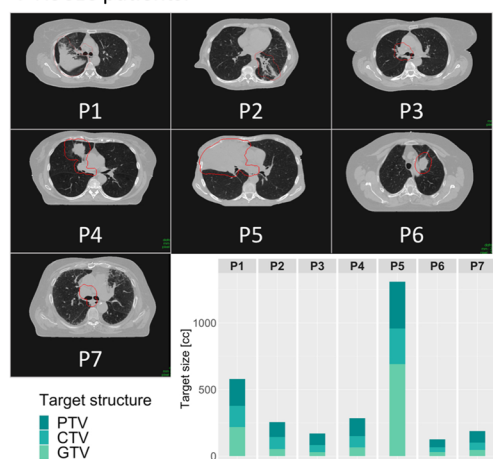 P1
P2
P3
P4
P5
P6
P7
P1 P2 P3 P4 P5 P6 P7
Target size [cc]
1000
500
0
Target structure
PTV
CTV
GTV